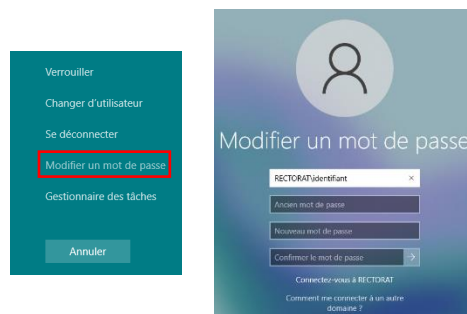 Verrouiller
Changer d'utilisateur
Se déconnecter
Modifier un mot de passe
Gestionnaire des tâches
Annuler
Modifier un mot de passe
RECTORAT\identifiant
Ancien mot de passe
Nouveau mot de passe
Confirmer le mot de passe
Connectez-vous à RECTORAT
Comment me connecter à un autre
domaine ?